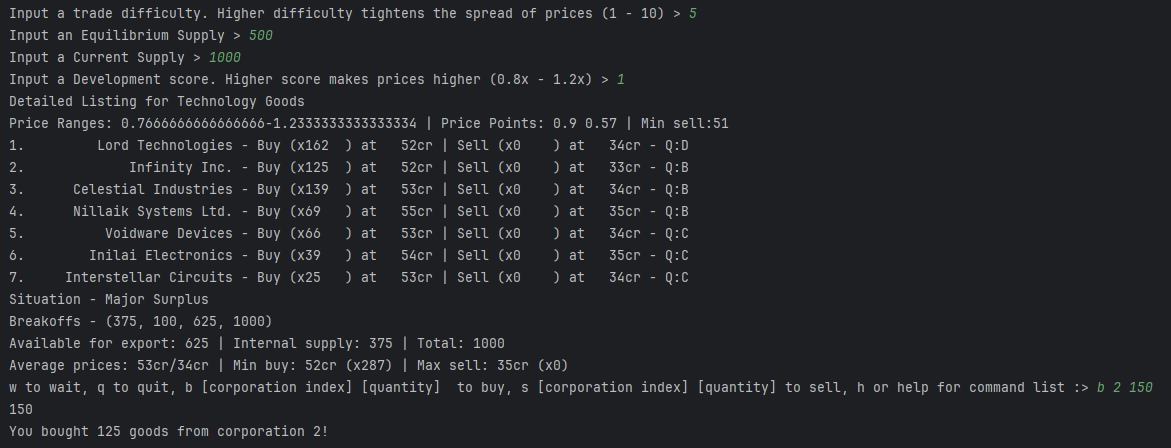 Input a trade difficulty. Higher difficulty tightens the spread of prices (1 - 10) > 5
Input an Equilibrium Supply > 500
Input a Current Supply > 1000
Input a Development score. Higher score makes prices higher (0.8x - 1.2x) > 1
Detailed Listing for Technology Goods
Price Ranges: 0.7666666666666666-1.2333333333333334 | Price Points: 0.9 0.57 | Min sell:51
1.         Lord Technologies - Buy (x162  ) at   52cr | Sell (x0    ) at   34cr - Q:D
2.             Infinity Inc. - Buy (x125  ) at   52cr | Sell (x0    ) at   33cr - Q:B
3.      Celestial Industries - Buy (x139  ) at   53cr | Sell (x0    ) at   34cr - Q:B
4.      Nillaik Systems Ltd. - Buy (x69   ) at   55cr | Sell (x0    ) at   35cr - Q:B
5.          Voidware Devices - Buy (x66   ) at   53cr | Sell (x0    ) at   34cr - Q:C
6.        Inilai Electronics - Buy (x39   ) at   54cr | Sell (x0    ) at   35cr - Q:C
7.     Interstellar Circuits - Buy (x25   ) at   53cr | Sell (x0    ) at   34cr - Q:C
Situation - Major Surplus
Breakoffs - (375, 100, 625, 1000)
Available for export: 625 | Internal supply: 375 | Total: 1000
Average prices: 53cr/34cr | Min buy: 52cr (x287) | Max sell: 35cr (x0)
w to wait, q to quit, b [corporation index] [quantity]  to buy, s [corporation index] [quantity] to sell, h or help for command list :> b 2 150
150
You bought 125 goods from corporation 2!